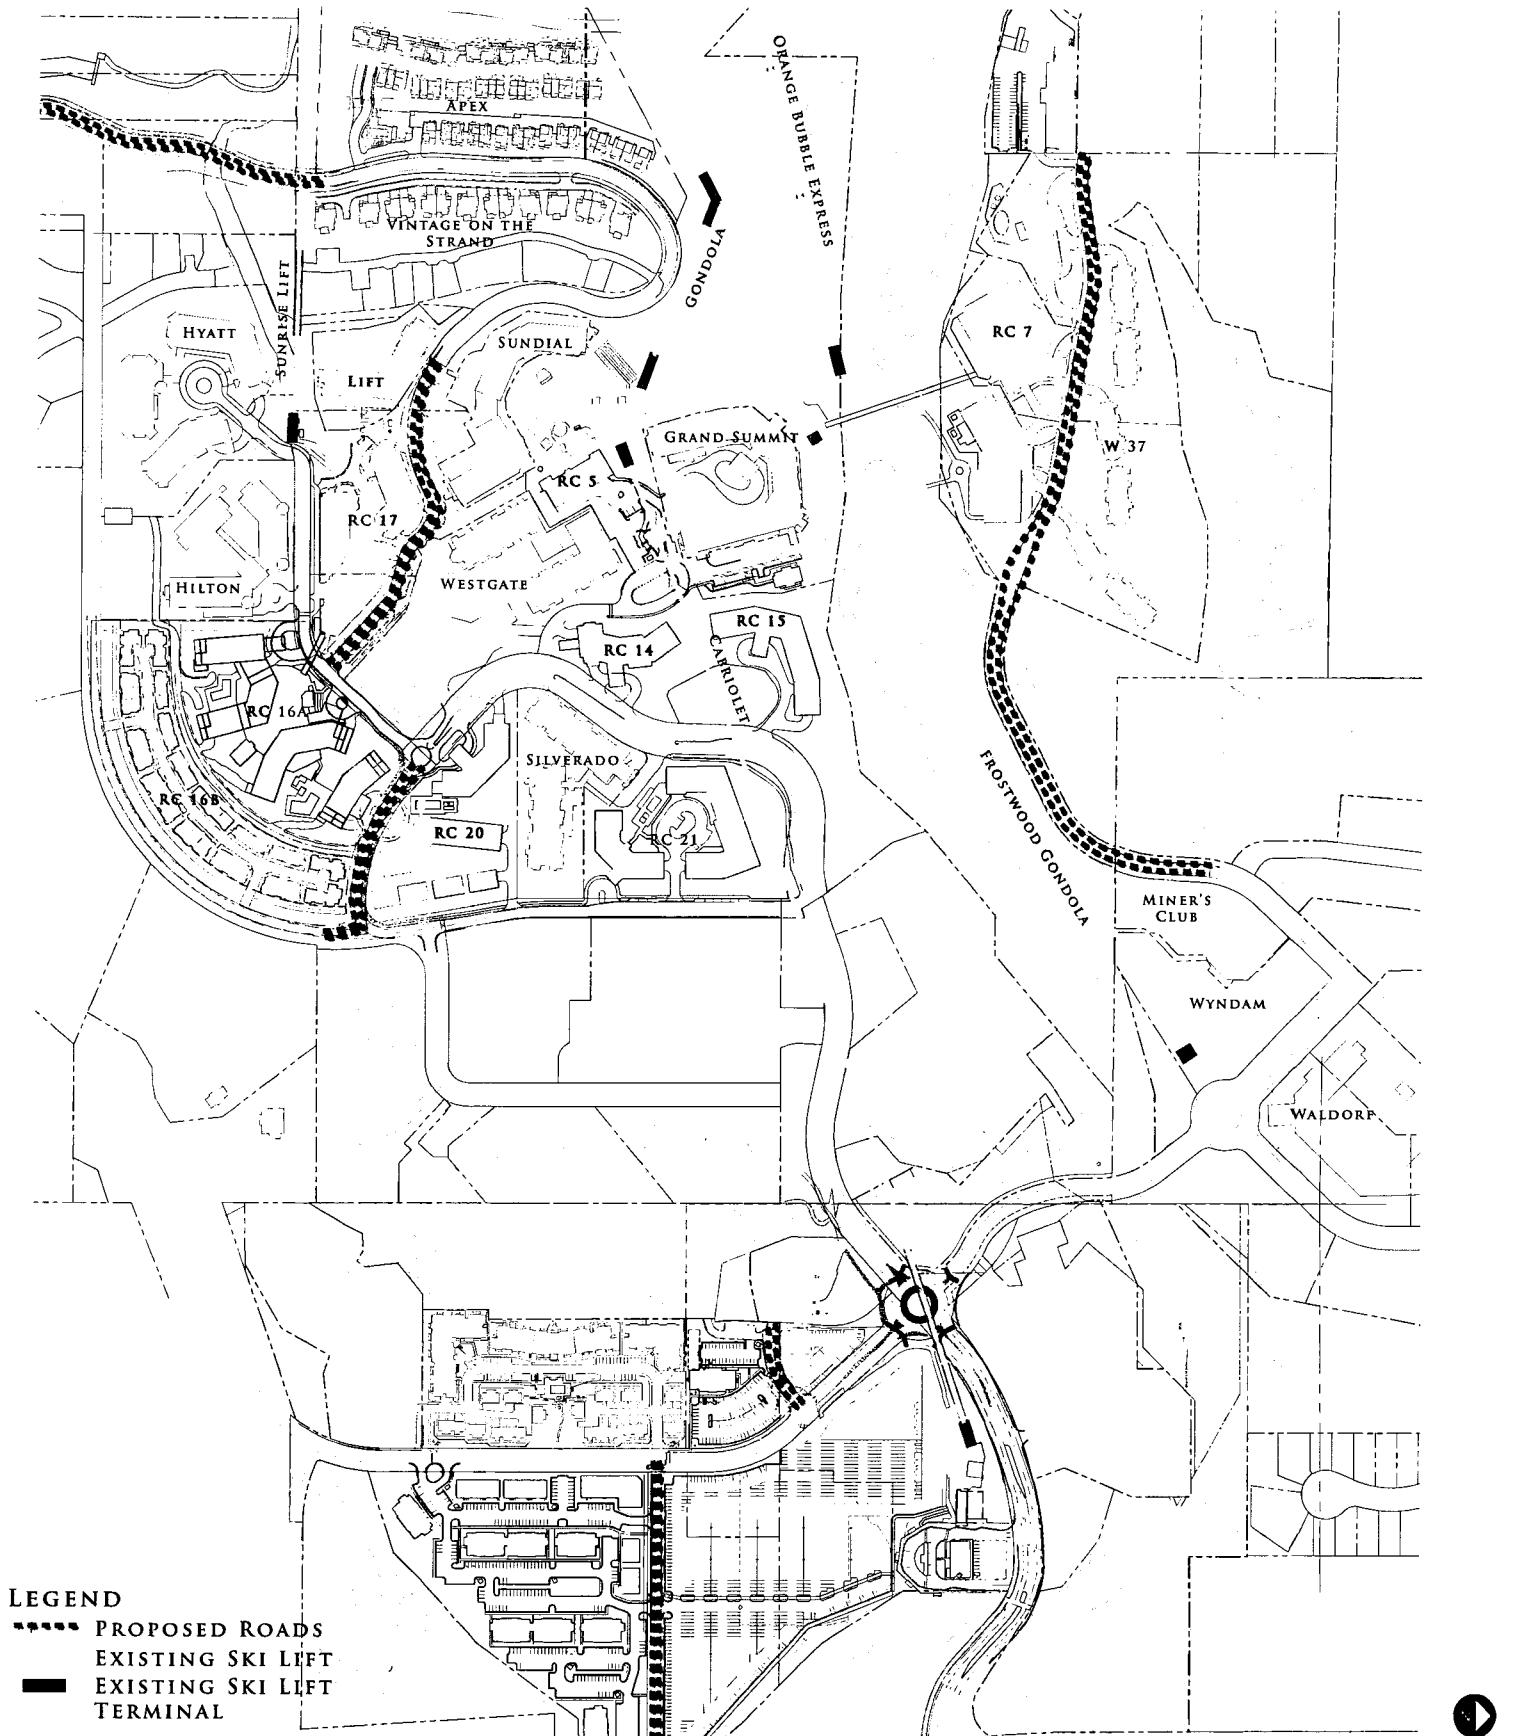 APEX
ORANGE BUBBLE EXPRESS
VINTAGE ON THE
STRAND
GONDOLA
SUNRISE LIFT
HYATT
SUNDIAL
LIFT
RC 7
GRAND SUMMIT
W 37
RC 5
RC 17
HILTON
WESTGATE
RC 14
RC 15
CABRIOLET
RC 16A
SILVERADO
RC 16B
RC 20
RC 21
FROSTWOOD GONDOLA
MINER'S
CLUB
WYNDAM
WALDORF
LEGEND
PROPOSED ROADS
EXISTING SKI LIFT
EXISTING SKI LIFT
TERMINAL